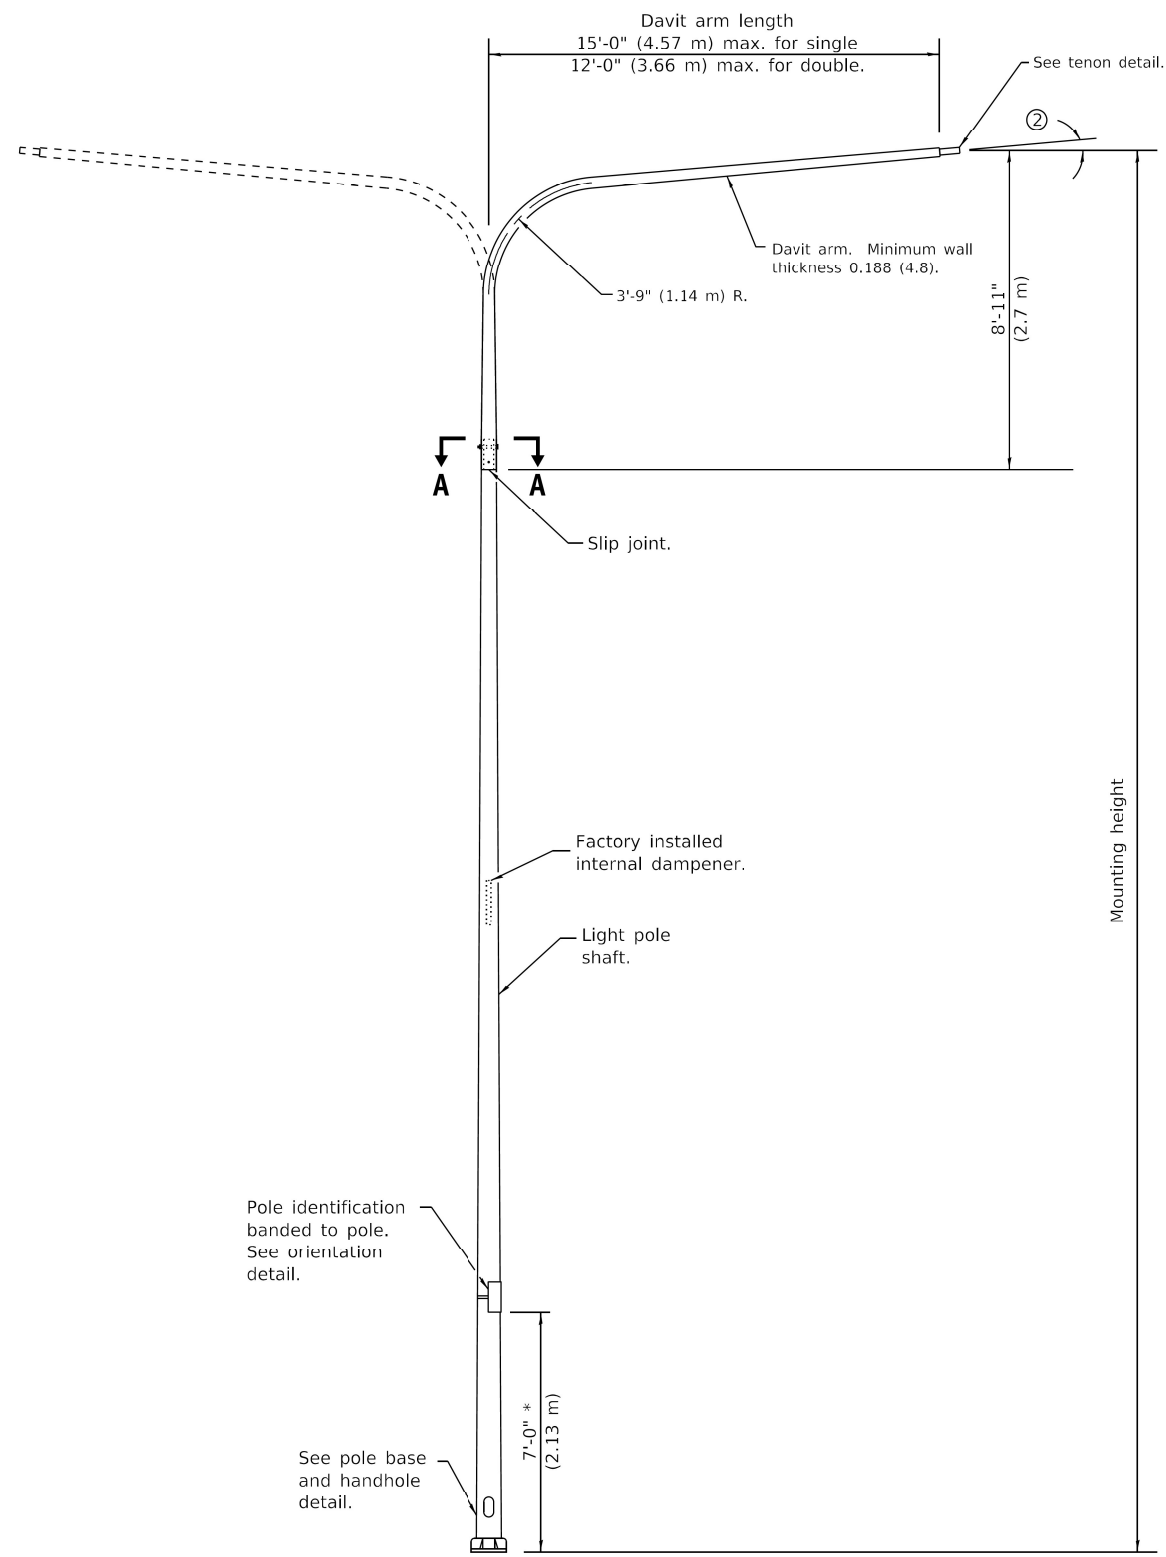 Davit arm length
15'-0" (4.57 m) max. for single
12'-0" (3.66 m) max. for double.
See tenon detail.
2
Davit arm. Minimum wall
thickness 0.188 (4.8).
3'-9" (1.14 m) R.
8'-11"
(2.7 m)
A A
Slip joint.
Mounting height
Factory installed
internal dampener.
Light pole
shaft.
Pole identification
banded to pole.
See orientation
detail.
7'-0" *
(2.13 m)
See pole base
and handhole
detail.